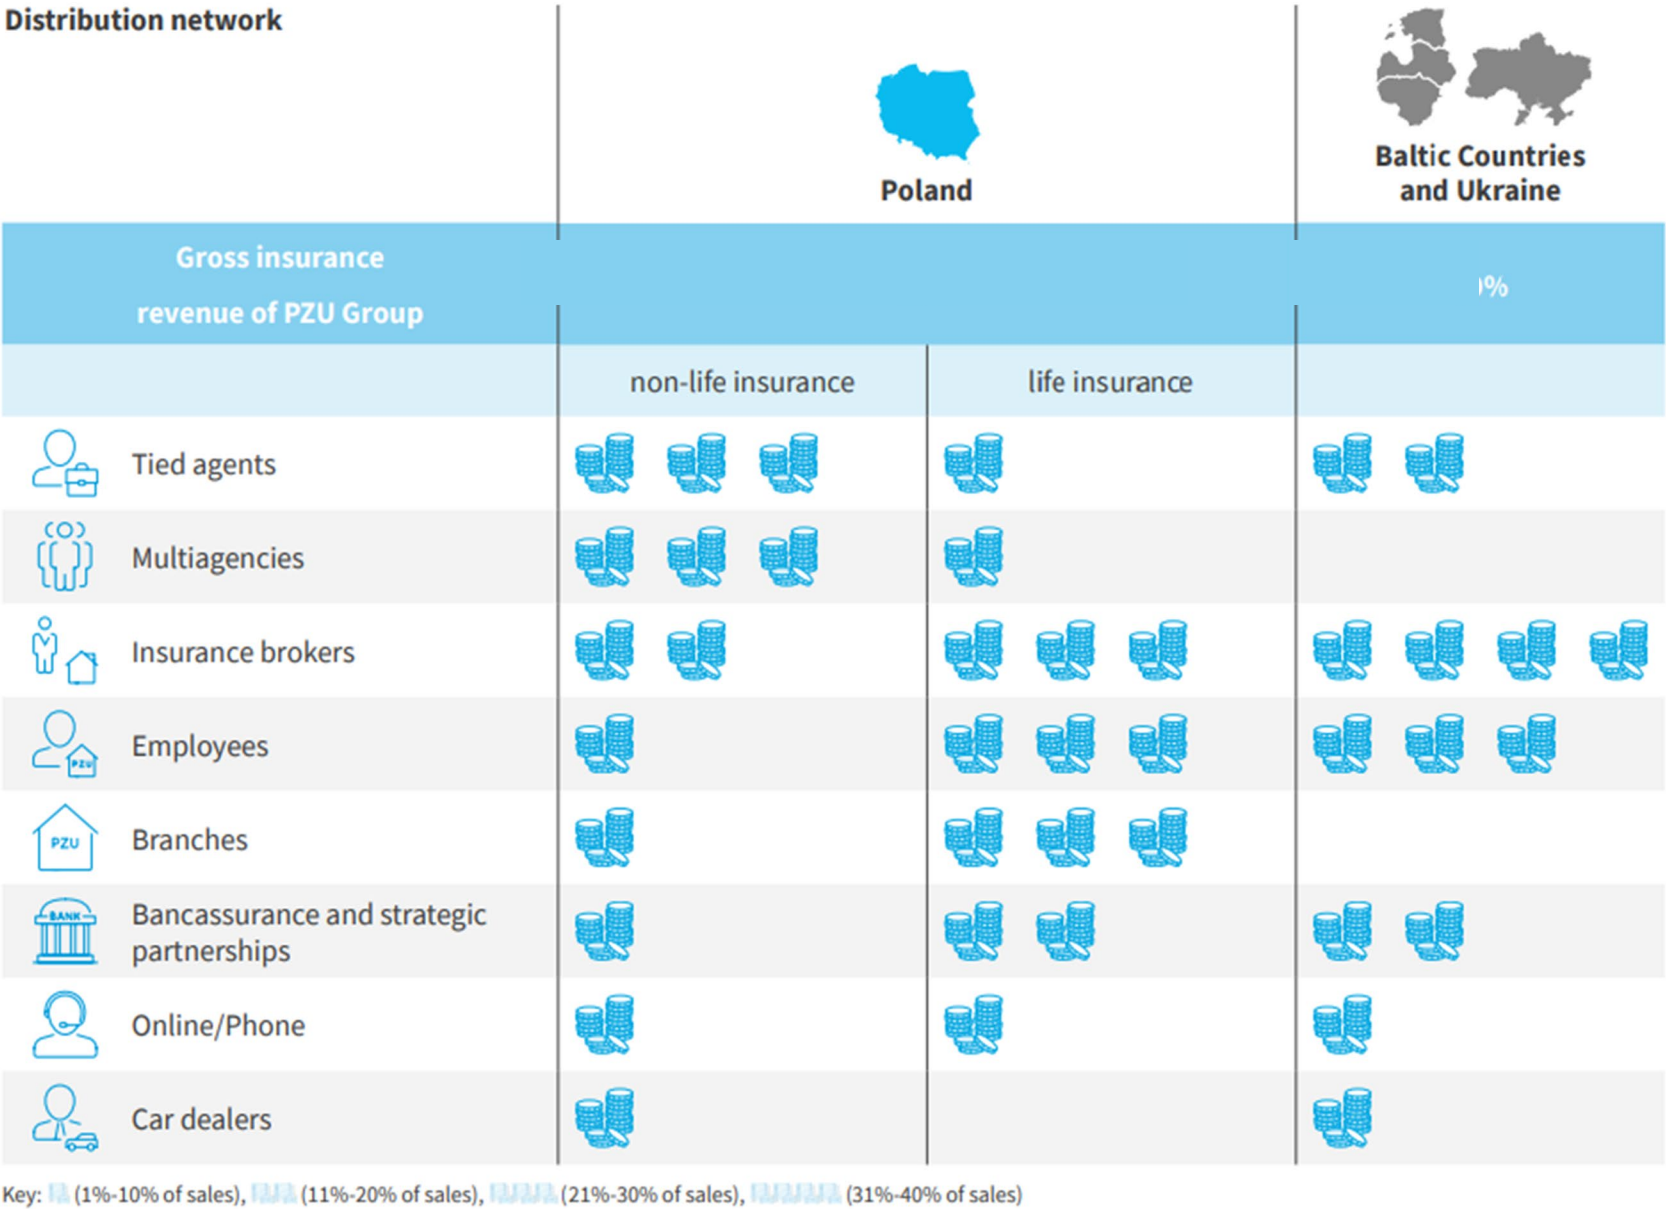 Distribution network
Poland
Baltic Countries
and Ukraine
Gross insurance
revenue of PZU Group
%
non-life insurance
life insurance
Tied agents
Multiagencies
Insurance brokers
PZU
Employees
PZU
Branches
BANK
Bancassurance and strategic
partnerships
Online/Phone
Car dealers
Key: (1%-10% of sales), (11%-20% of sales), (21%-30% of sales), (31%-40% of sales)